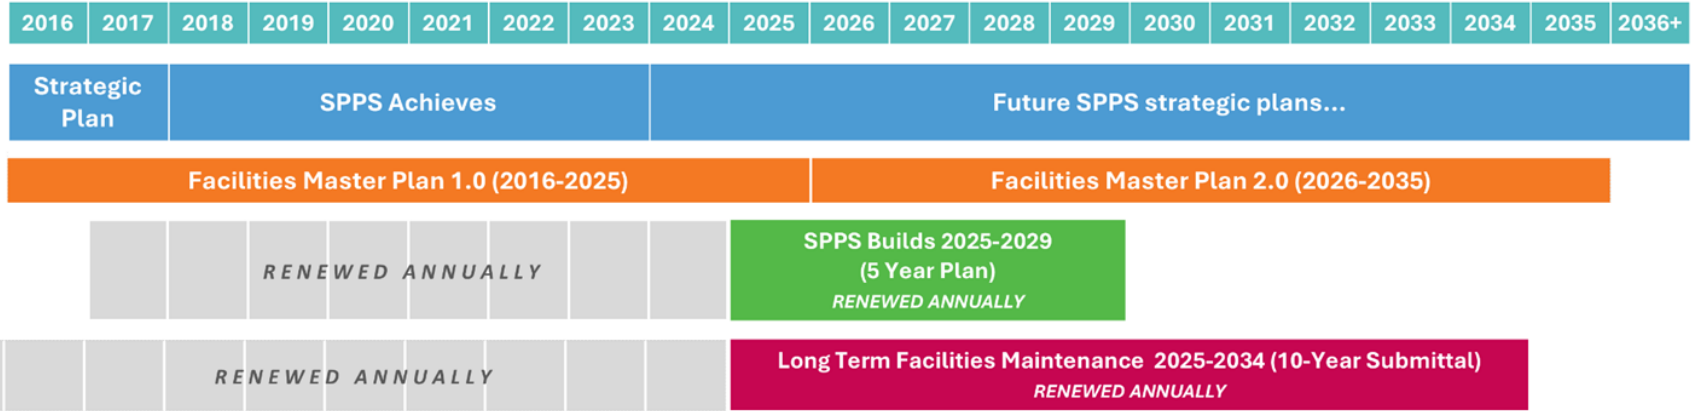 2016 2017 2018 2019 2020 2021 2022 2023 2024 2025 2026 2027 2028 2029 2030 2031 2032 2033 2034 2035 2036+
Strategic
Plan
SPPS Achieves
Future SPPS strategic plans...
Facilities Master Plan 1.0 (2016-2025)
Facilities Master Plan 2.0 (2026-2035)
RENEWED ANNUALLY
SPPS Builds 2025-2029
(5 Year Plan)
RENEWED ANNUALLY
RENEWED ANNUALLY
Long Term Facilities Maintenance 2025-2034 (10-Year Submittal)
RENEWED ANNUALLY